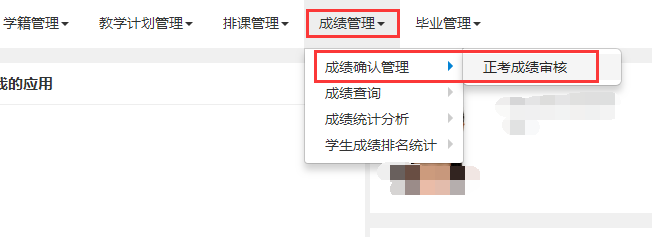 学籍管理 教学计划管理 排课管理 成绩管理 毕业管理
成绩确认管理 正考成绩审核
我的应用
成绩查询
成绩统计分析
学生成绩排名统计